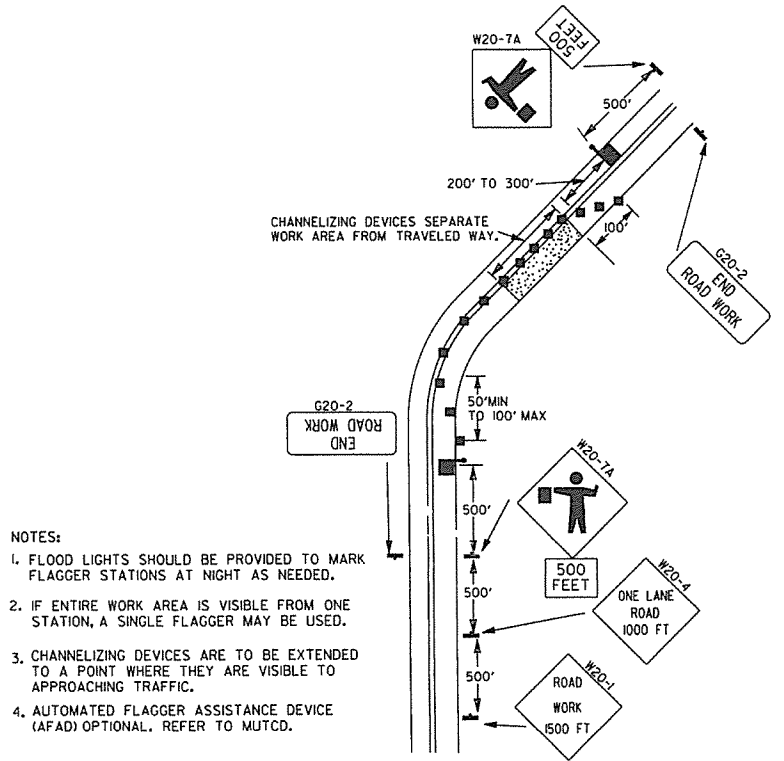 W20-7A
500
FEET
500'
200' TO 300'
CHANNELIZING DEVICES SEPARATE
WORK AREA FROM TRAVELED WAY.
100'
G20-2
END
ROAD WORK
50'MIN
TO 100' MAX
G20-2
END
ROAD WORK
W20-7A
500'
500
FEET
500'
W20-4
ONE LANE
ROAD
1000 FT
500'
W20-1
ROAD
WORK
1500 FT
NOTES:
1. FLOOD LIGHTS SHOULD BE PROVIDED TO MARK
FLAGGER STATIONS AT NIGHT AS NEEDED.
2. IF ENTIRE WORK AREA IS VISIBLE FROM ONE
STATION, A SINGLE FLAGGER MAY BE USED.
3. CHANNELIZING DEVICES ARE TO BE EXTENDED
TO A POINT WHERE THEY ARE VISIBLE TO
APPROACHING TRAFFIC.
4. AUTOMATED FLAGGER ASSISTANCE DEVICE
(AFAD) OPTIONAL. REFER TO MUTCD.